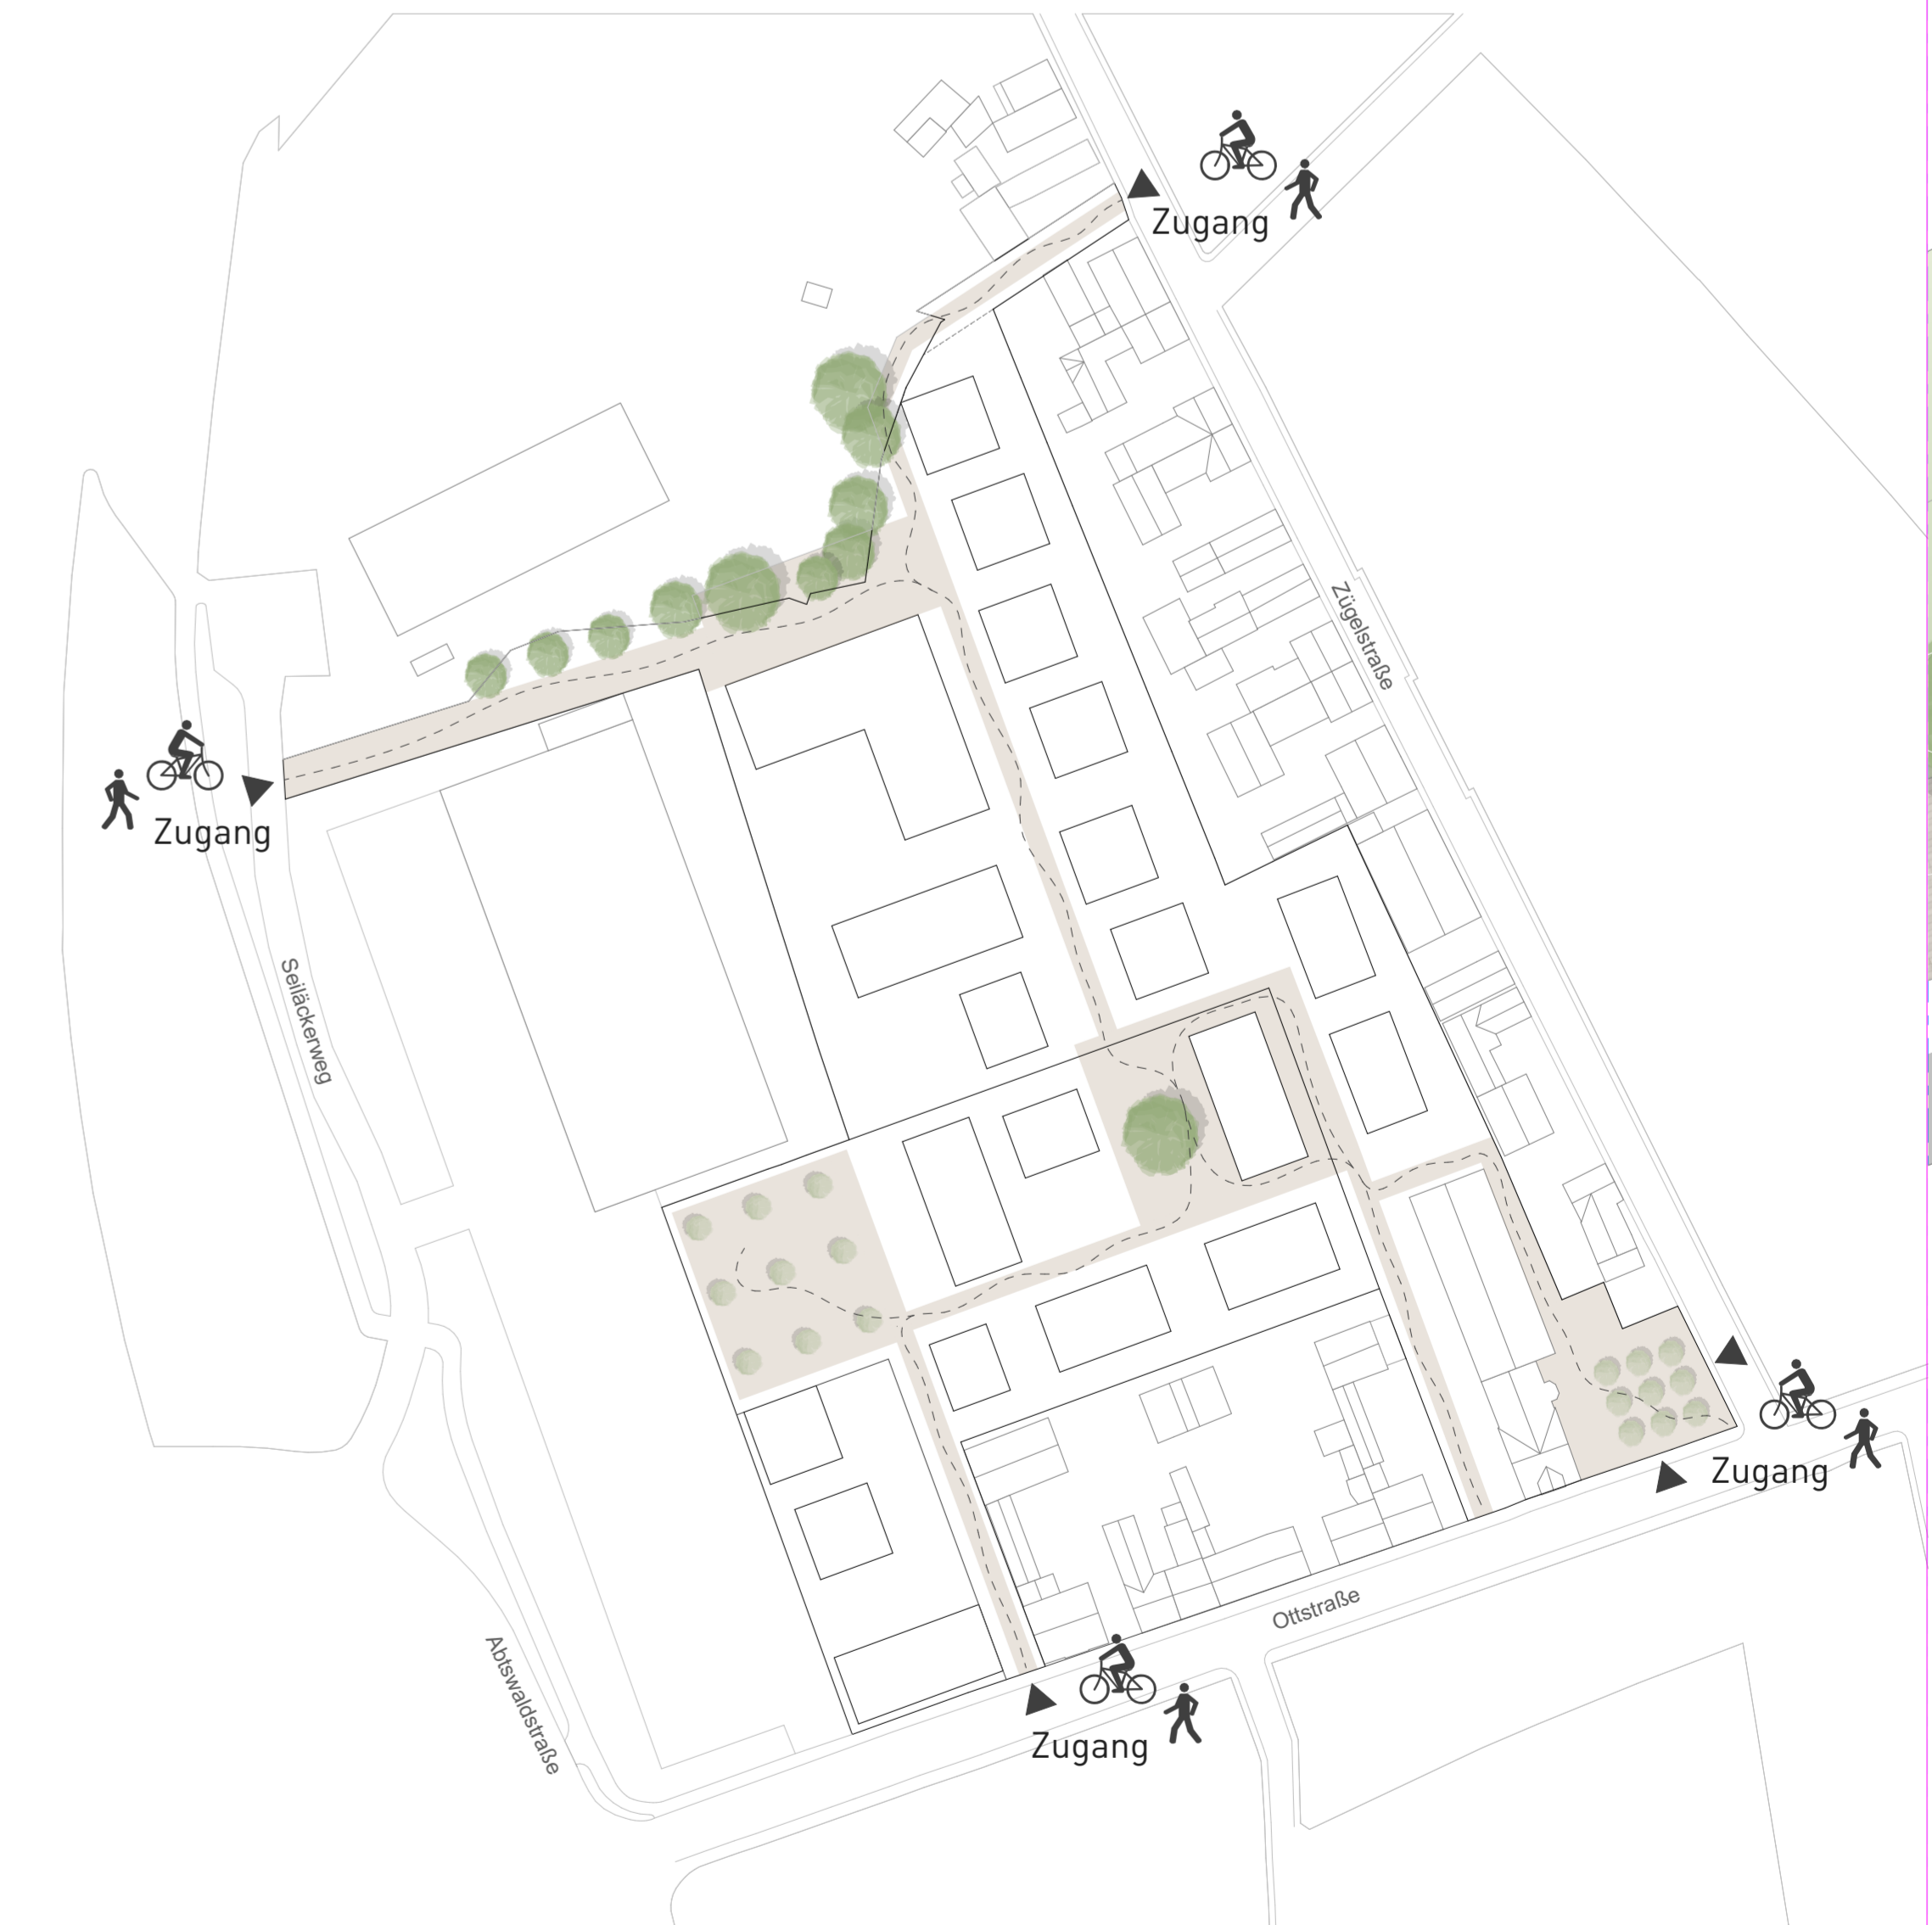 Zugang
Zügelstraße
Zugang
Seiläckerweg
Zugang
Ottstraße
Abtswaldstraße
Zugang